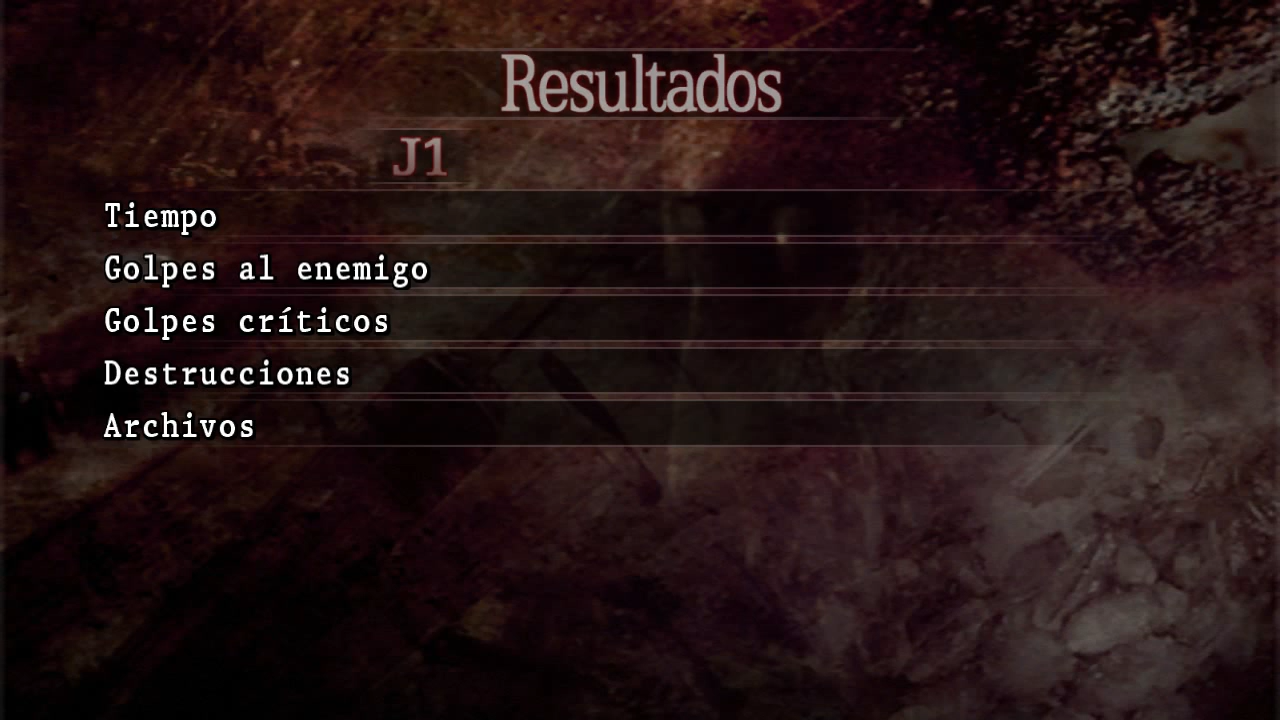 Resultados
J1
Tiempo
Golpes al enemigo
Golpes críticos
Destrucciones
Archivos